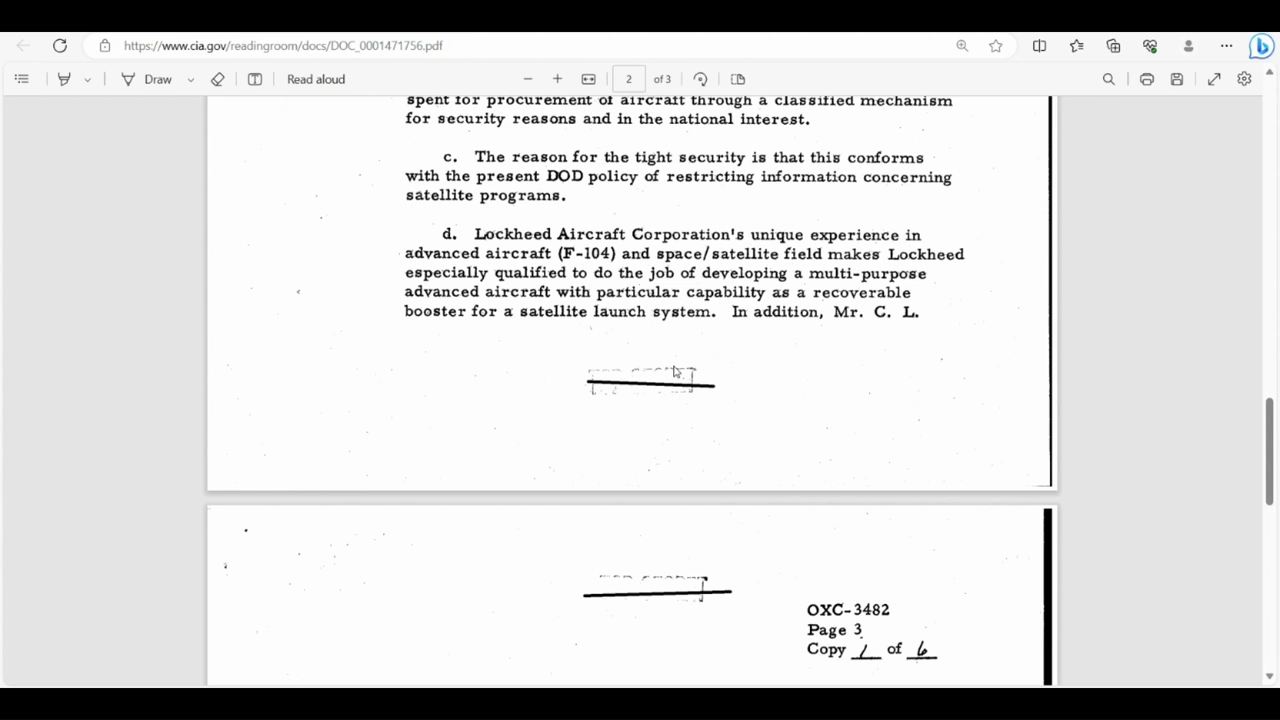 https://www.cia.gov/readingroom/docs/DOC_0001471756.pdf
Draw
Read aloud
2 of 3
spent for procurement of aircraft through a classified mechanism
for security reasons and in the national interest.
c. The reason for the tight security is that this conforms
with the present DOD policy of restricting information concerning
satellite programs.
d. Lockheed Aircraft Corporation's unique experience in
advanced aircraft (F-104) and space/satellite field makes Lockheed
especially qualified to do the job of developing a multi-purpose
advanced aircraft with particular capability as a recoverable
booster for a satellite launch system. In addition, Mr. C. L.
OXC-3482
Page 3
Copy 1 of 6